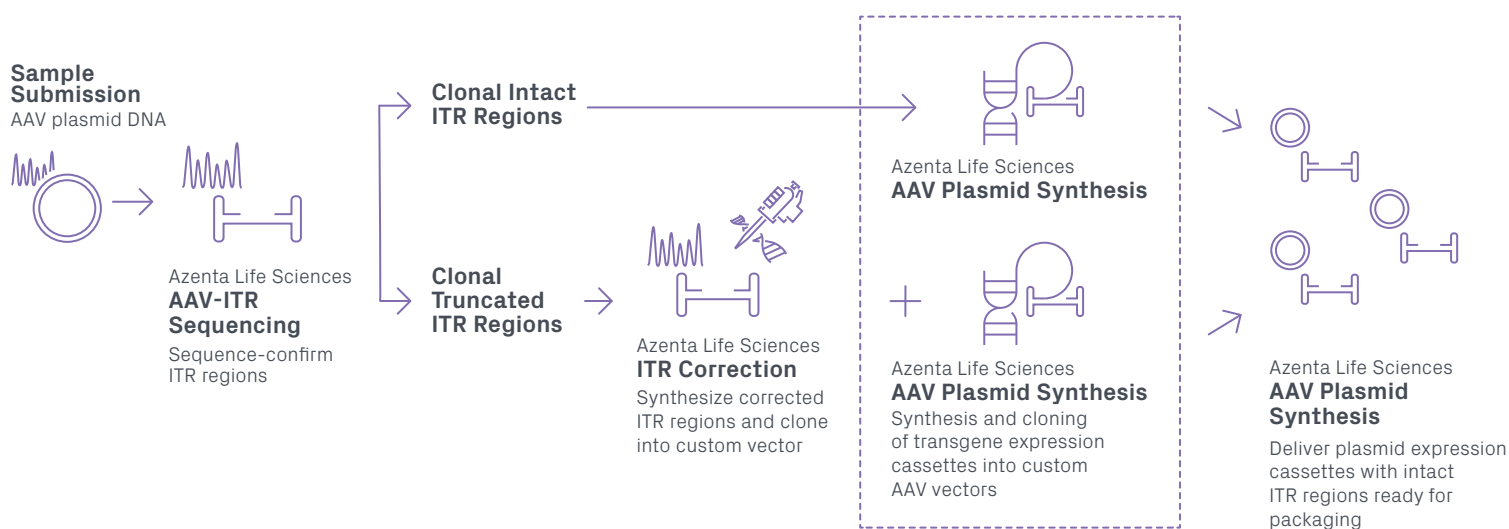 Sample
Submission
AAV plasmid DNA
Azenta Life Sciences
AAV-ITR
Sequencing
Sequence-confirm
ITR regions
Clonal Intact
ITR Regions
Clonal
Truncated
ITR Regions
Azenta Life Sciences
ITR Correction
Synthesize corrected
ITR regions and clone
into custom vector
Azenta Life Sciences
AAV Plasmid Synthesis
+
Azenta Life Sciences
AAV Plasmid Synthesis
Synthesis and cloning
of transgene expression
cassettes into custom
AAV vectors
Azenta Life Sciences
AAV Plasmid
Synthesis
Deliver plasmid expression
cassettes with intact
ITR regions ready for
packaging